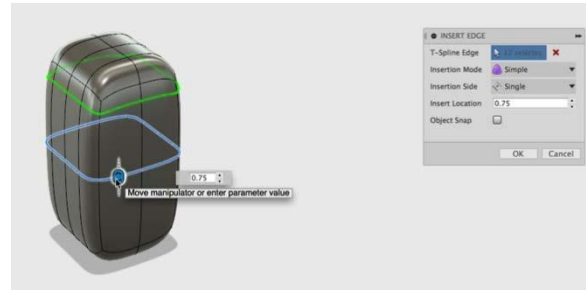 INSERT EDGE
T-Spline Edge
Insertion Mode Simple
Insertion Side Single
Insert Location 0.75
Object Snap
OK Cancel
0.75
Move manipulator or enter parameter value